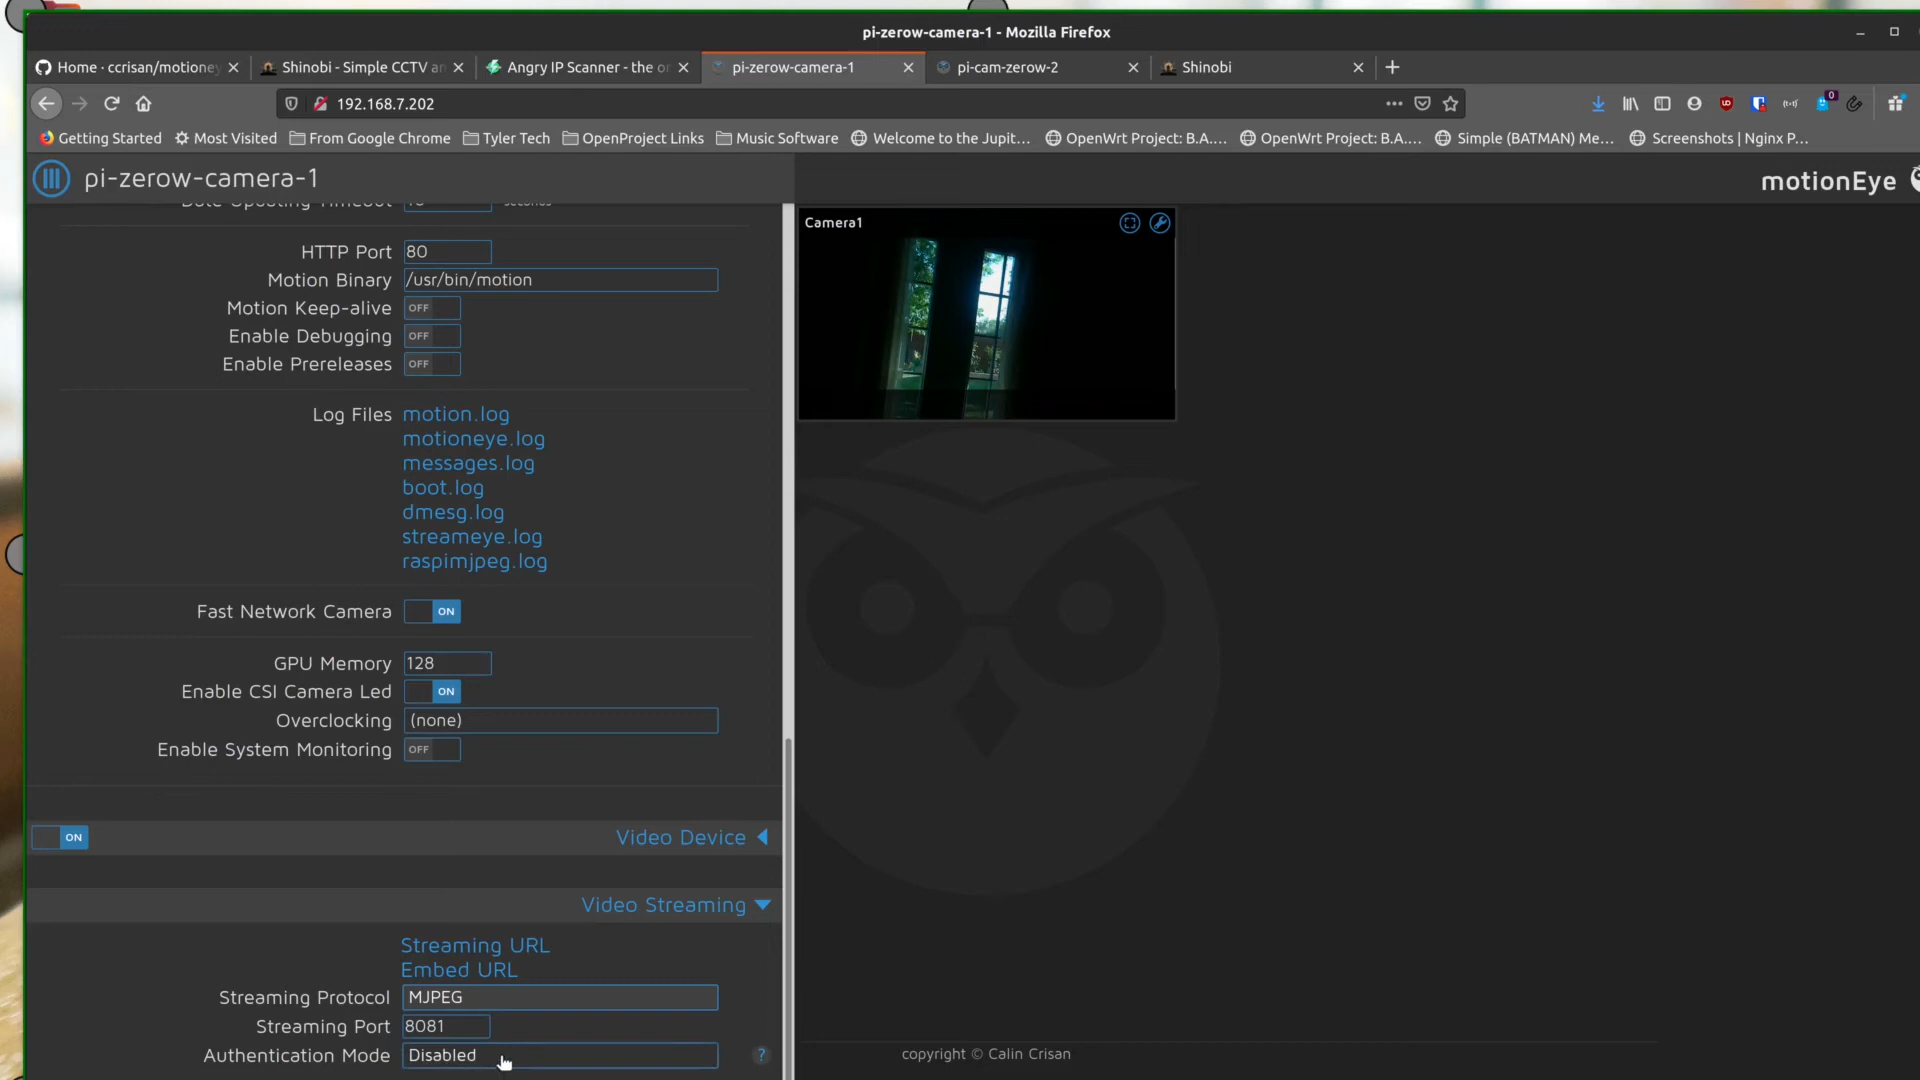 pi-zerow-camera-1 - Mozilla Firefox
Home · ccrisan/motioney
Shinobi - Simple CCTV an
Angry IP Scanner - the or
pi-zerow-camera-1
pi-cam-zerow-2
Shinobi
192.168.7.202
0
Getting Started
Most Visited
From Google Chrome
Tyler Tech
OpenProject Links
Music Software
Welcome to the Jupit...
OpenWrt Project: B.A....
OpenWrt Project: B.A....
Simple (BATMAN) Me...
Screenshots | Nginx P...
pi-zerow-camera-1
motionEye
Camera1
HTTP Port 80
Motion Binary /usr/bin/motion
Motion Keep-alive OFF
Enable Debugging OFF
Enable Prereleases OFF
Log Files motion.log
motioneye.log
messages.log
boot.log
dmesg.log
streameye.log
raspimjpeg.log
Fast Network Camera ON
GPU Memory 128
Enable CSI Camera Led ON
Overclocking (none)
Enable System Monitoring OFF
ON Video Device
Video Streaming
Streaming URL
Embed URL
Streaming Protocol MJPEG
Streaming Port 8081
Authentication Mode Disabled ?
copyright © Calin Crisan